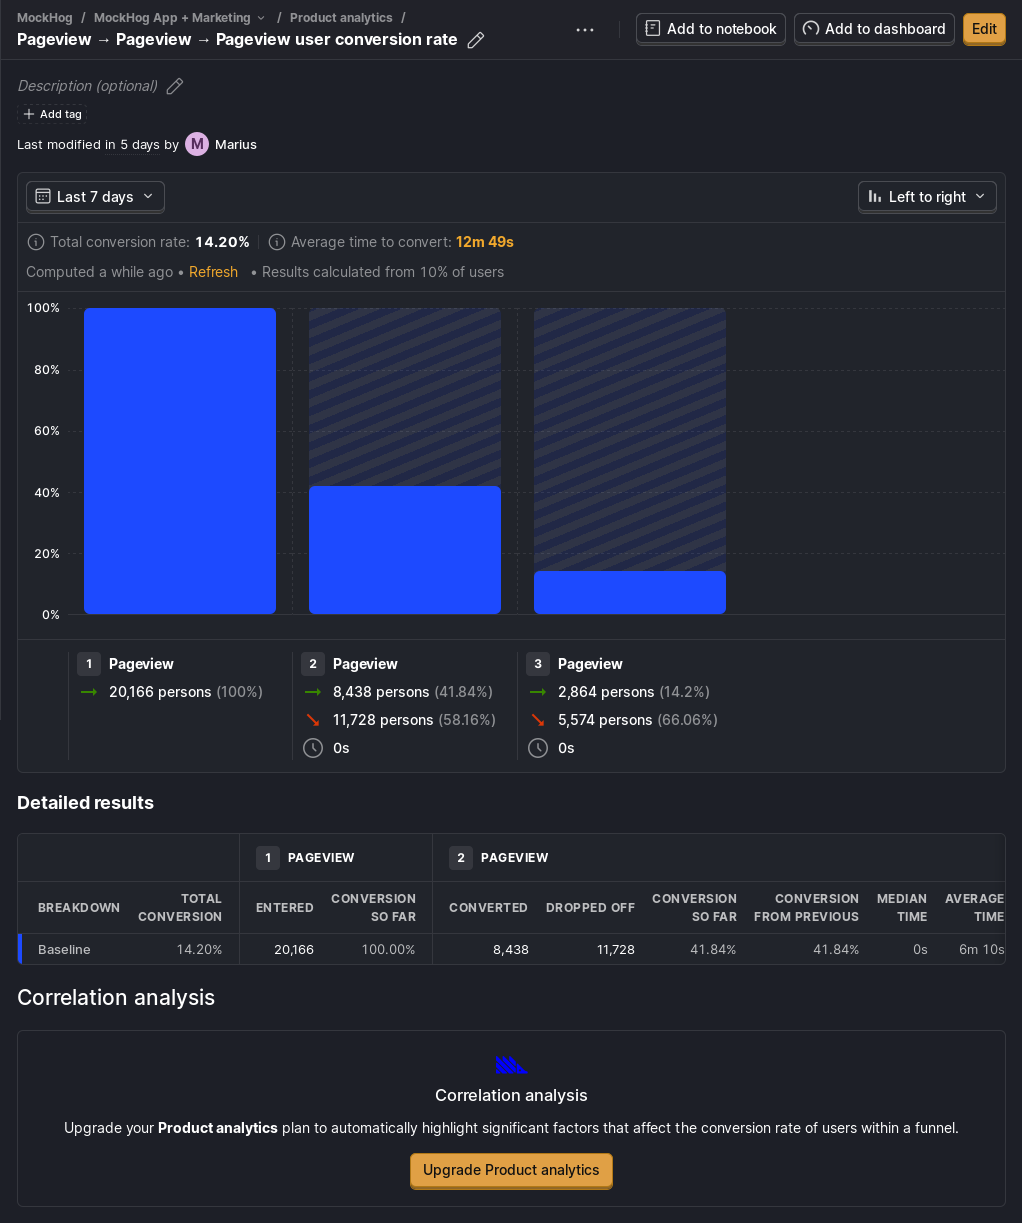 MockHog / MockHog App + Marketing / Product analytics /
Pageview → Pageview → Pageview user conversion rate
Add to notebook
Add to dashboard
Edit
Description (optional)
Add tag
Last modified in 5 days by M Marius
Last 7 days
Left to right
Total conversion rate: 14.20% Average time to convert: 12m 49s
Computed a while ago • Refresh • Results calculated from 10% of users
100%
80%
60%
40%
20%
0%
1 Pageview
20,166 persons (100%)
2 Pageview
8,438 persons (41.84%)
11,728 persons (58.16%)
0s
3 Pageview
2,864 persons (14.2%)
5,574 persons (66.06%)
0s
Detailed results
1 PAGEVIEW 2 PAGEVIEW
BREAKDOWN
TOTAL
CONVERSION
ENTERED
CONVERSION
SO FAR
CONVERTED
DROPPED OFF
CONVERSION
SO FAR
CONVERSION
FROM PREVIOUS
MEDIAN
TIME
AVERAGE
TIME
Baseline 14.20% 20,166 100.00% 8,438 11,728 41.84% 41.84% 0s 6m 10s
Correlation analysis
Correlation analysis
Upgrade your Product analytics plan to automatically highlight significant factors that affect the conversion rate of users within a funnel.
Upgrade Product analytics